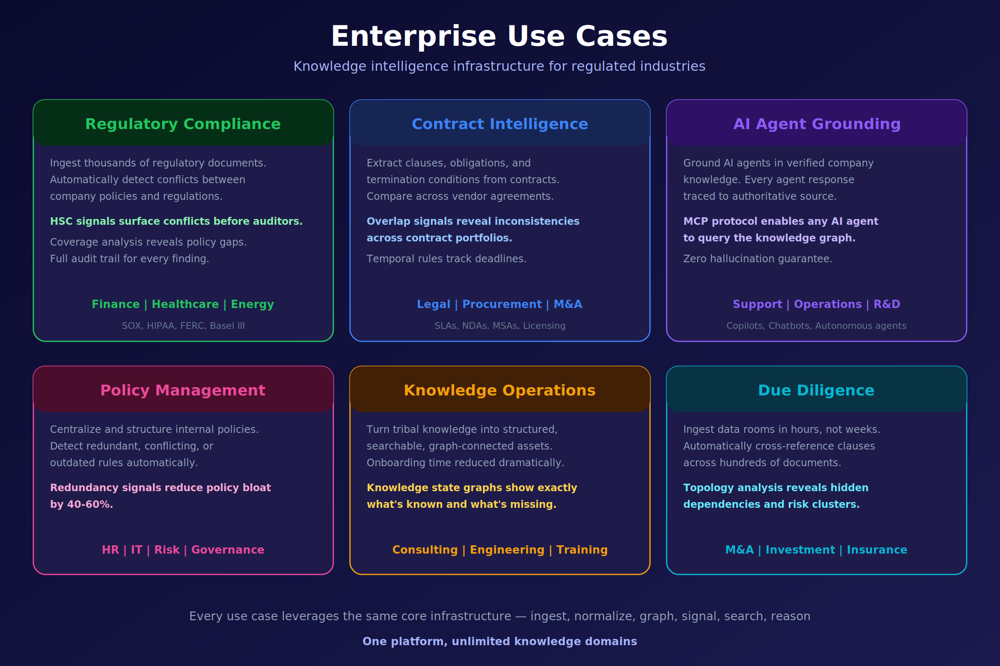 Enterprise Use Cases
Knowledge intelligence infrastructure for regulated industries
Regulatory Compliance
Ingest thousands of regulatory documents.
Automatically detect conflicts between
company policies and regulations.
HSC signals surface conflicts before auditors.
Coverage analysis reveals policy gaps.
Full audit trail for every finding.
Finance | Healthcare | Energy
SOX, HIPAA, FERC, Basel III
Contract Intelligence
Extract clauses, obligations, and
termination conditions from contracts.
Compare across vendor agreements.
Overlap signals reveal inconsistencies
across contract portfolios.
Temporal rules track deadlines.
Legal | Procurement | M&A
SLAs, NDAs, MSAs, Licensing
AI Agent Grounding
Ground AI agents in verified company
knowledge. Every agent response
traced to authoritative source.
MCP protocol enables any AI agent
to query the knowledge graph.
Zero hallucination guarantee.
Support | Operations | R&D
Copilots, Chatbots, Autonomous agents
Policy Management
Centralize and structure internal policies.
Detect redundant, conflicting, or
outdated rules automatically.
Redundancy signals reduce policy bloat
by 40-60%.
HR | IT | Risk | Governance
Knowledge Operations
Turn tribal knowledge into structured,
searchable, graph-connected assets.
Onboarding time reduced dramatically.
Knowledge state graphs show exactly
what's known and what's missing.
Consulting | Engineering | Training
Due Diligence
Ingest data rooms in hours, not weeks.
Automatically cross-reference clauses
across hundreds of documents.
Topology analysis reveals hidden
dependencies and risk clusters.
M&A | Investment | Insurance
Every use case leverages the same core infrastructure — ingest, normalize, graph, signal, search, reason
One platform, unlimited knowledge domains